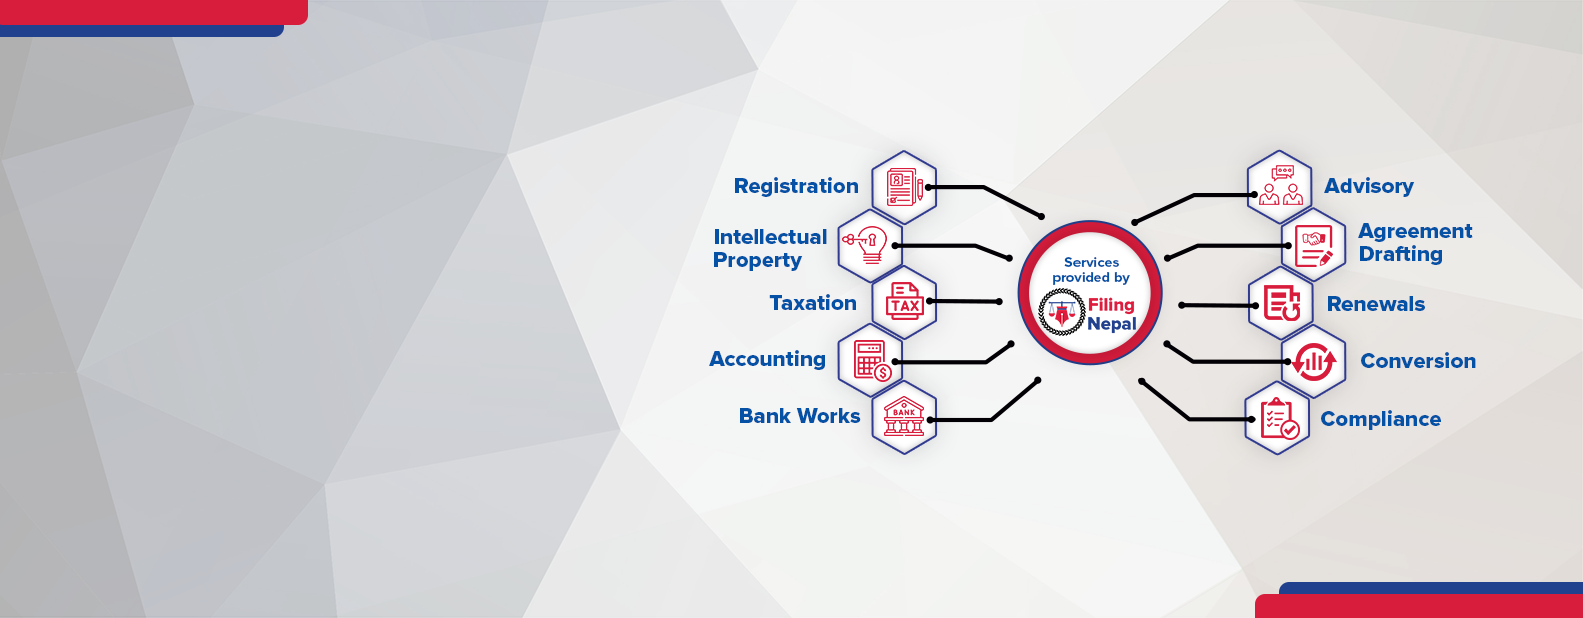 Registration
Intellectual
Property
Taxation
TAX
Accounting
$
Bank Works
BANK
Services
provided by
Filing
Nepal
Advisory
Agreement
Drafting
Renewals
Conversion
Compliance